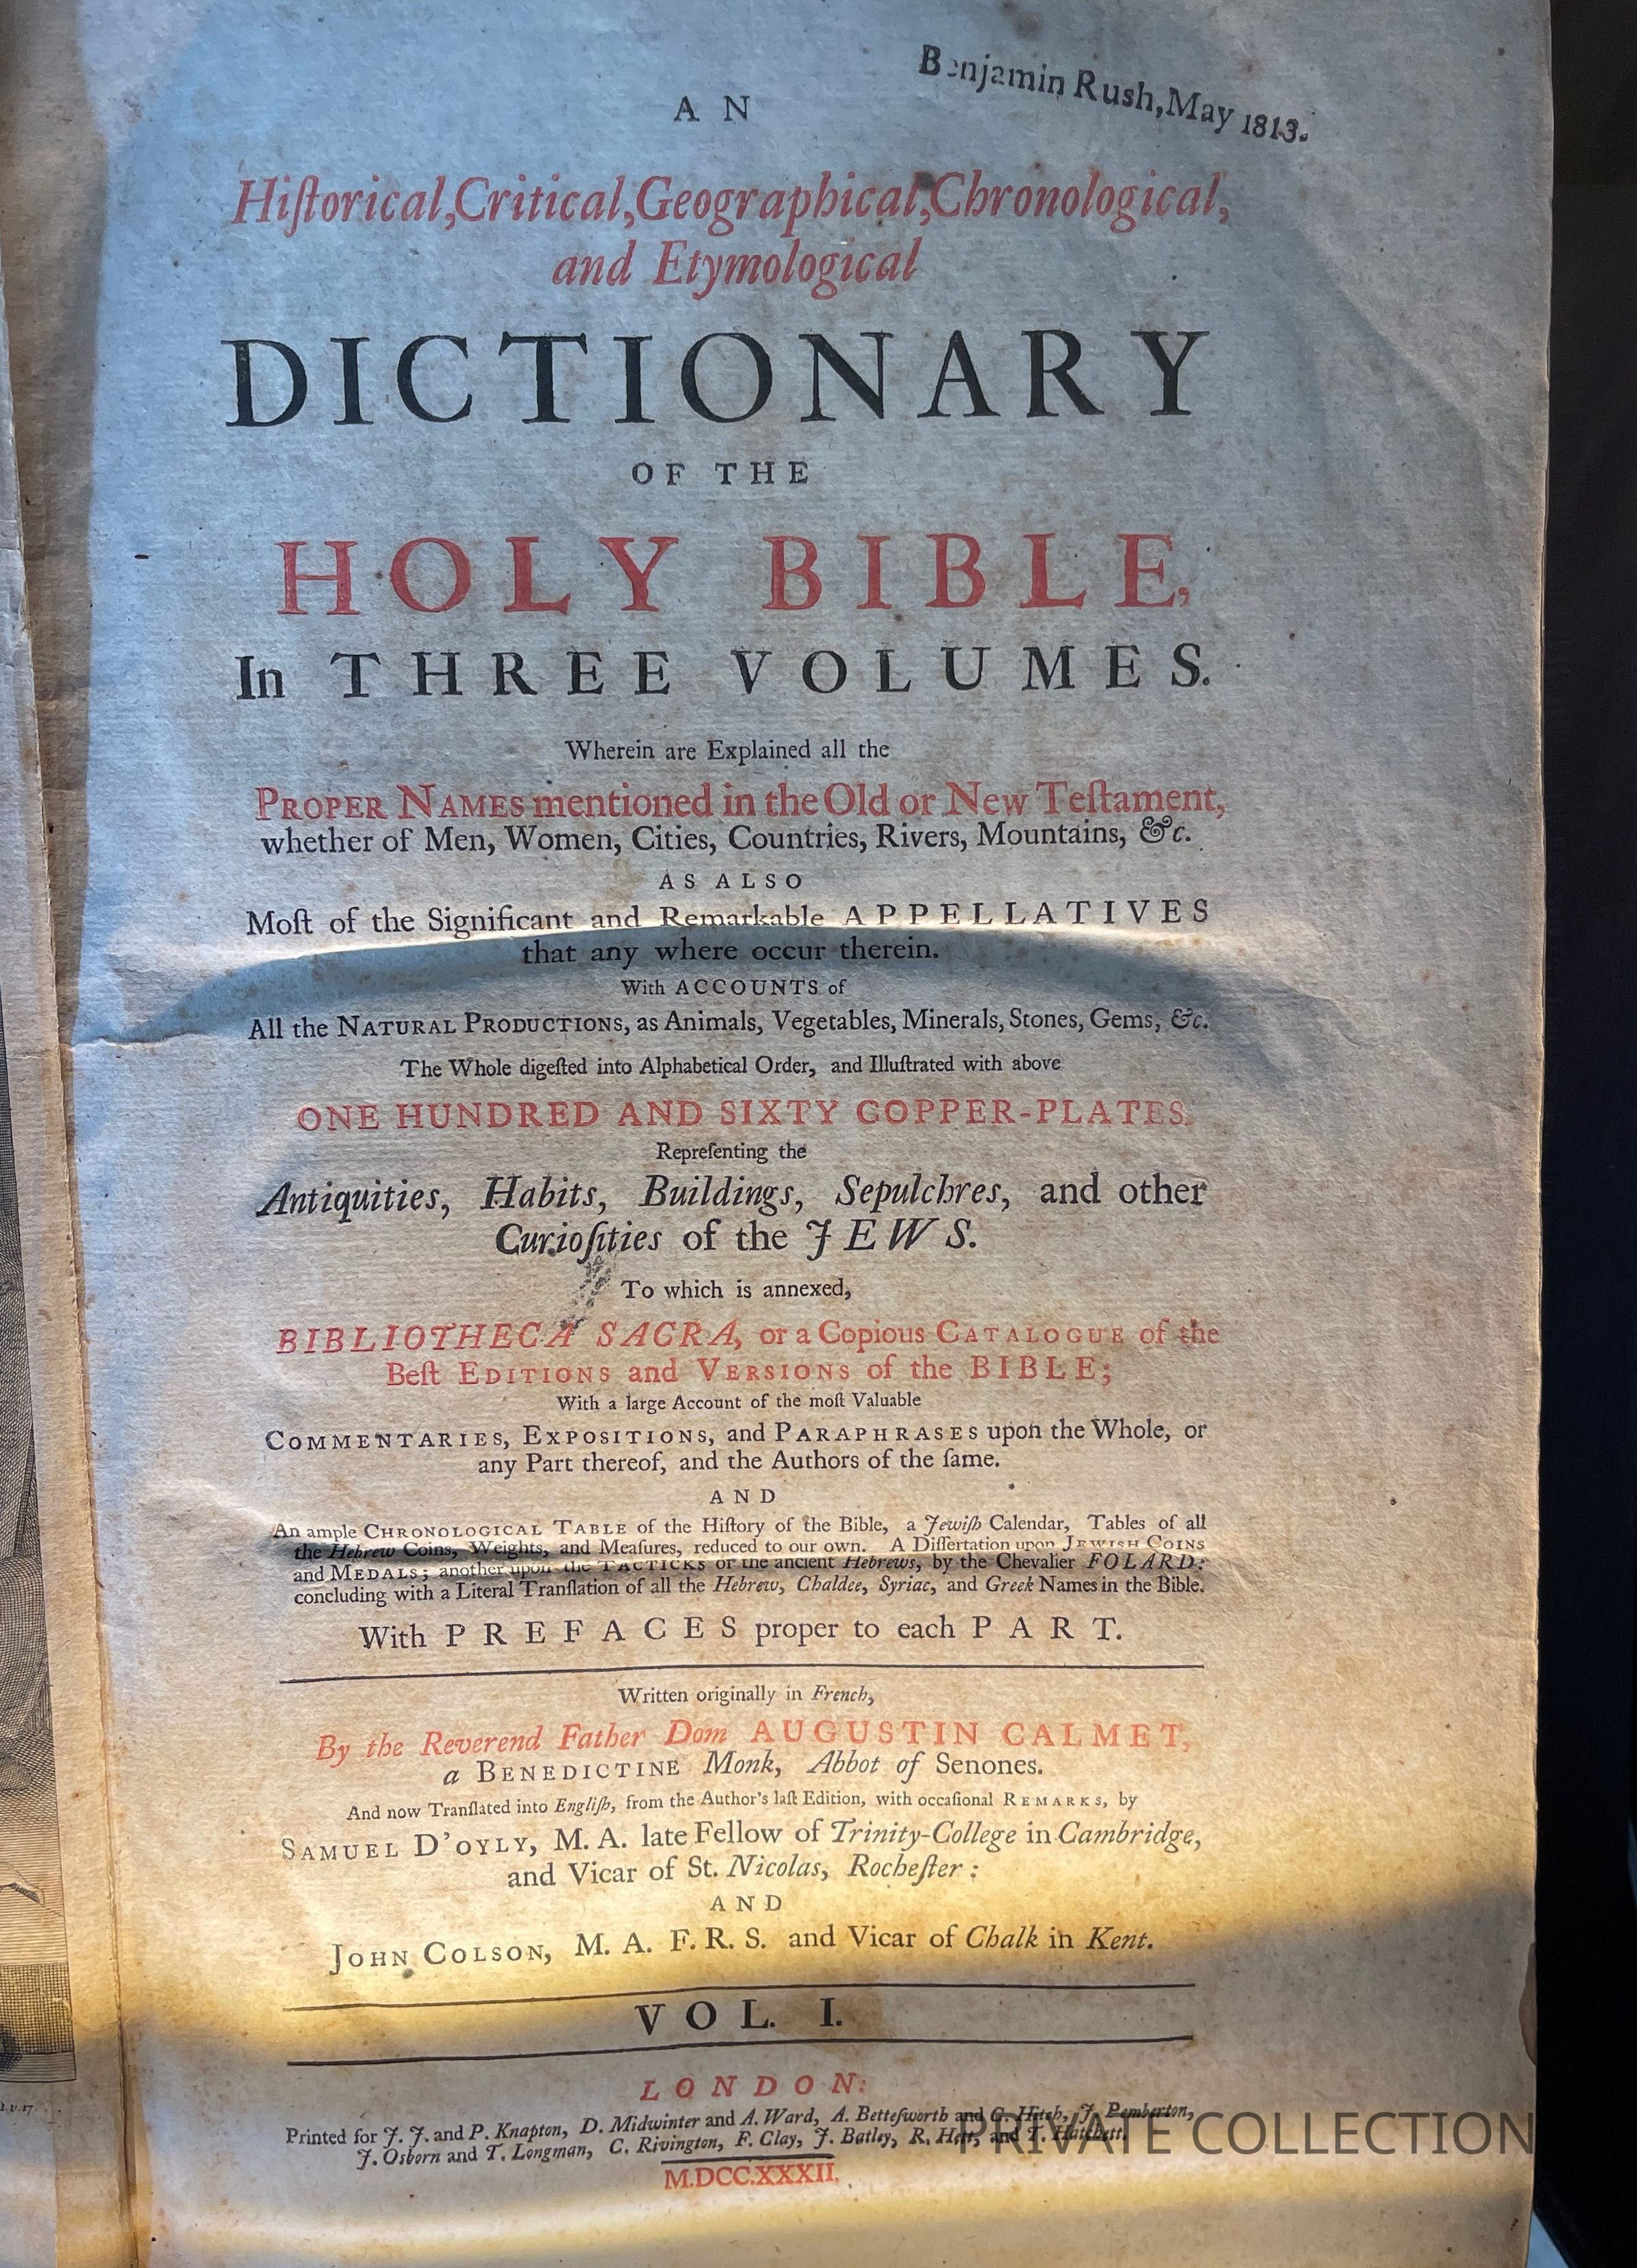 Benjamin Rush, May 1813.
AN
Hiſtorical, Critical, Geographical, Chronological,
and Etymological
DICTIONARY
OF THE
HOLY BIBLE,
In THREE VOLUMES.
Wherein are Explained all the
PROPER NAMES mentioned in the Old or New Teſtament,
whether of Men, Women, Cities, Countries, Rivers, Mountains, &c.
AS ALSO
Moſt of the Significant and Remarkable APPELLATIVES
that any where occur therein.
With ACCOUNTS of
All the NATURAL PRODUCTIONS, as Animals, Vegetables, Minerals, Stones, Gems, &c.
The Whole digeſted into Alphabetical Order, and Illuſtrated with above
ONE HUNDRED AND SIXTY COPPER-PLATES,
Repreſenting the
Antiquities, Habits, Buildings, Sepulchres, and other
Curioſities of the JEWS.
To which is annexed,
BIBLIOTHECA SACRA, or a Copious CATALOGUE of the
Beſt EDITIONS and VERSIONS of the BIBLE;
With a large Account of the moſt Valuable
COMMENTARIES, EXPOSITIONS, and PARAPHRASES upon the Whole, or
any Part thereof, and the Authors of the ſame.
AND
An ample CHRONOLOGICAL TABLE of the Hiſtory of the Bible, a Jewiſh Calendar, Tables of all
the Hebrew Coins, Weights, and Meaſures, reduced to our own. A Diſſertation upon JEWISH COINS
and MEDALS; another upon the TACTICKS of the ancient Hebrews, by the Chevalier FOLARD:
concluding with a Literal Tranſlation of all the Hebrew, Chaldee, Syriac, and Greek Names in the Bible.
With PREFACES proper to each PART.
Written originally in French,
By the Reverend Father Dom AUGUSTIN CALMET,
a BENEDICTINE Monk, Abbot of Senones.
And now Tranſlated into Engliſh, from the Author's laſt Edition, with occaſional REMARKS, by
SAMUEL D'OYLY, M. A. late Fellow of Trinity-College in Cambridge,
and Vicar of St. Nicolas, Rocheſter:
AND
JOHN COLSON, M. A. F. R. S. and Vicar of Chalk in Kent.
VOL. I.
LONDON:
Printed for J. J. and P. Knapton, D. Midwinter and A. Ward, A. Betteſworth and C. Hitch, J. Pemberton,
J. Osborn and T. Longman, C. Rivington, F. Clay, J. Batley, R. Hett, and T. Hatchett.
M.DCC.XXXII.
PRIVATE COLLECTION